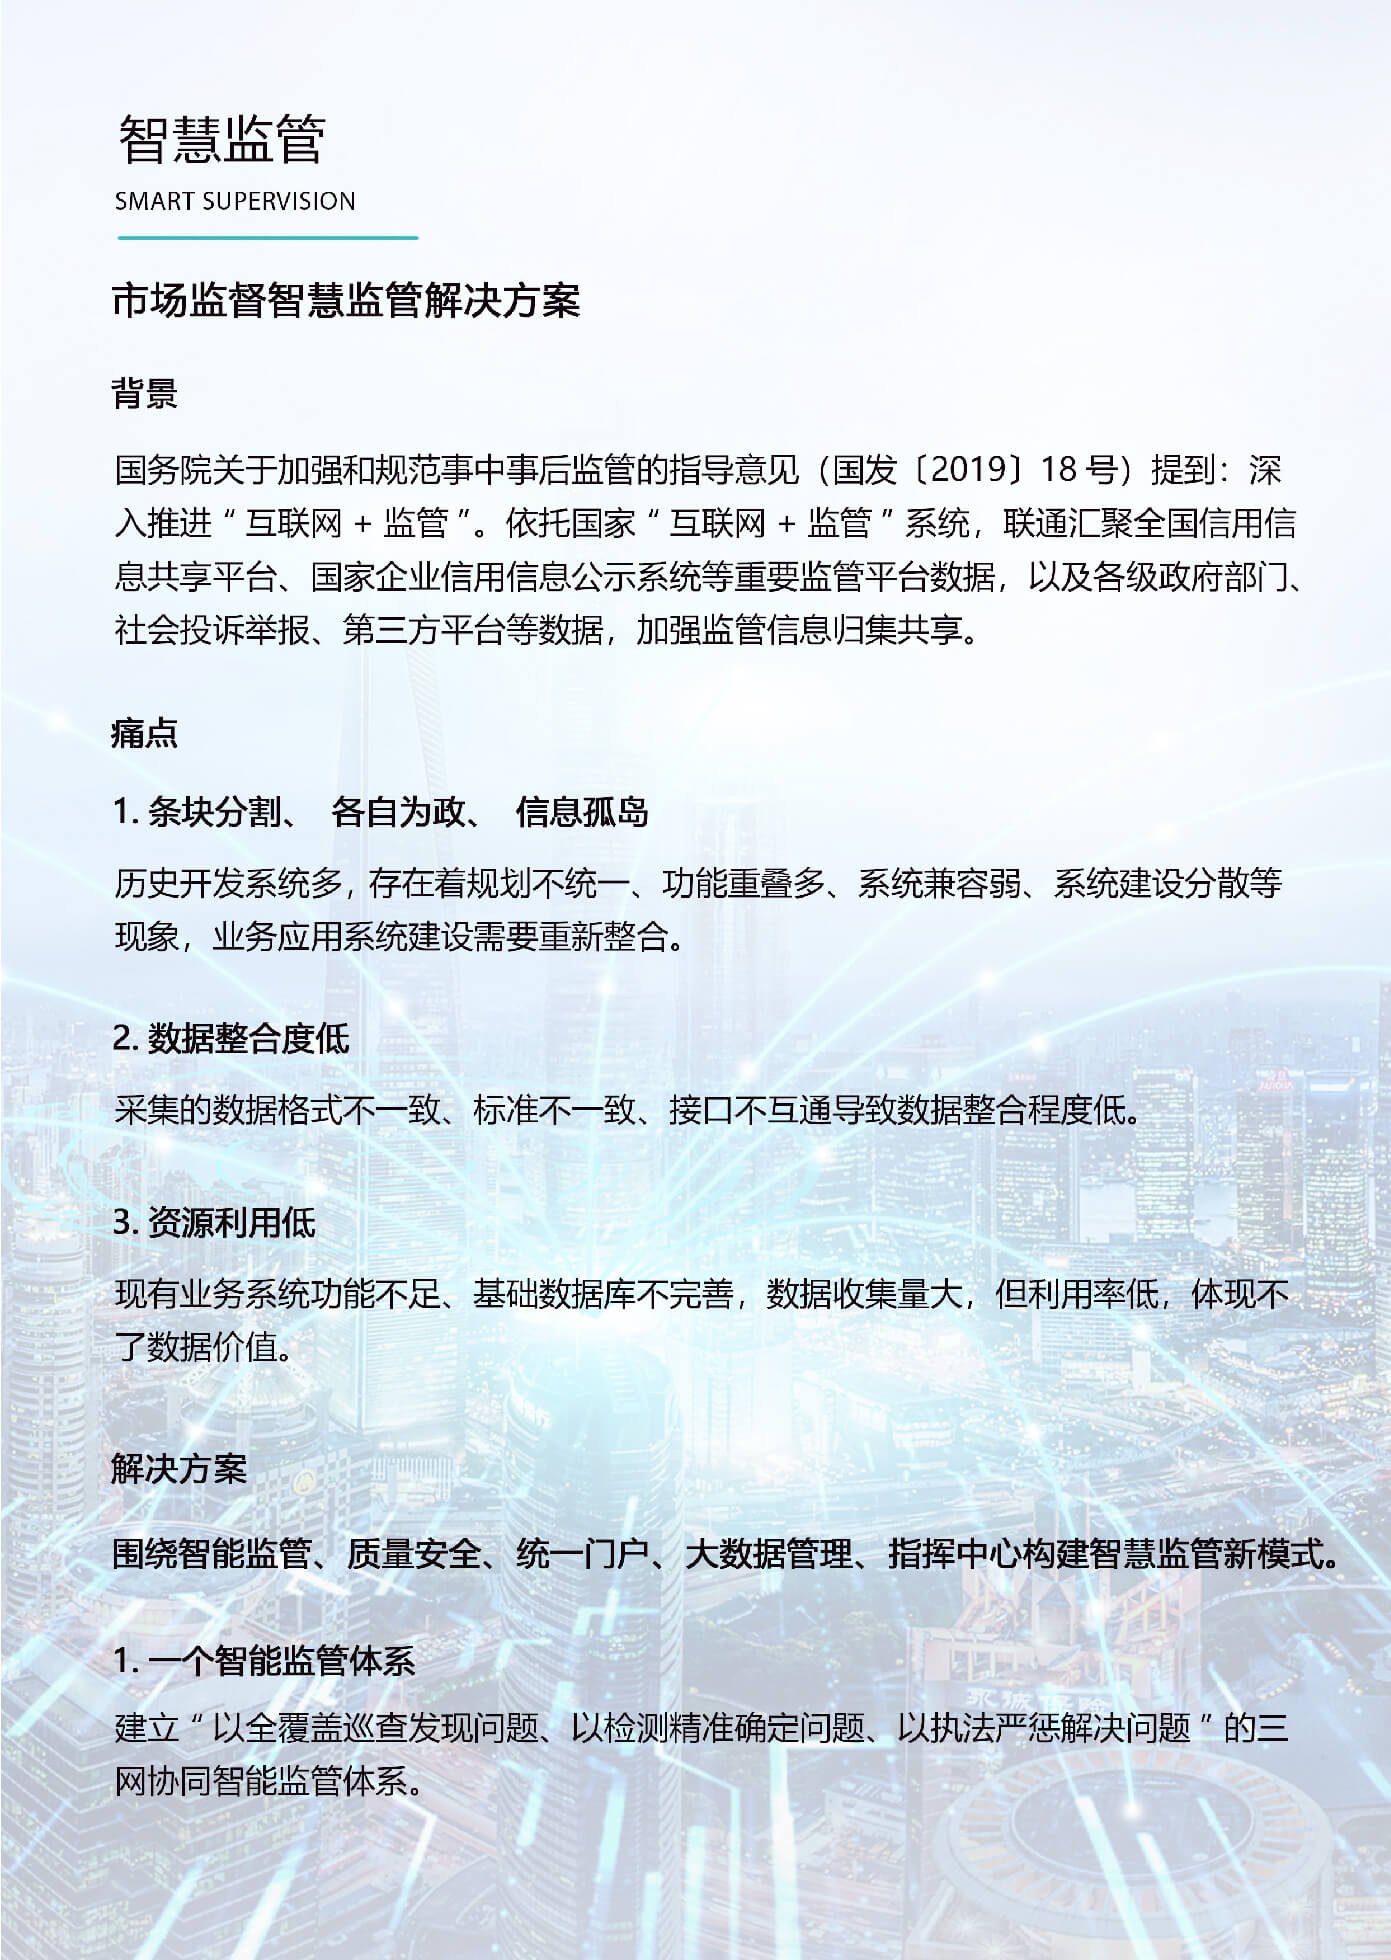 智慧监管
SMART SUPERVISION
市场监督智慧监管解决方案
背景
国务院关于加强和规范事中事后监管的指导意见（国发〔2019〕18 号）提到：深
入推进 “ 互联网 + 监管 ”。依托国家 “ 互联网 + 监管 ” 系统，联通汇聚全国信用信
息共享平台、国家企业信用信息公示系统等重要监管平台数据，以及各级政府部门、
社会投诉举报、第三方平台等数据，加强监管信息归集共享。
痛点
1. 条块分割、 各自为政、 信息孤岛
历史开发系统多，存在着规划不统一、功能重叠多、系统兼容弱、系统建设分散等
现象，业务应用系统建设需要重新整合。
2. 数据整合度低
采集的数据格式不一致、标准不一致、接口不互通导致数据整合程度低。
3. 资源利用低
现有业务系统功能不足、基础数据库不完善，数据收集量大，但利用率低，体现不
了数据价值。
解决方案
围绕智能监管、质量安全、统一门户、大数据管理、指挥中心构建智慧监管新模式。
1. 一个智能监管体系
永诚保险
建立 “ 以全覆盖巡查发现问题、以检测精准确定问题、以执法严惩解决问题 ” 的三
网协同智能监管体系。